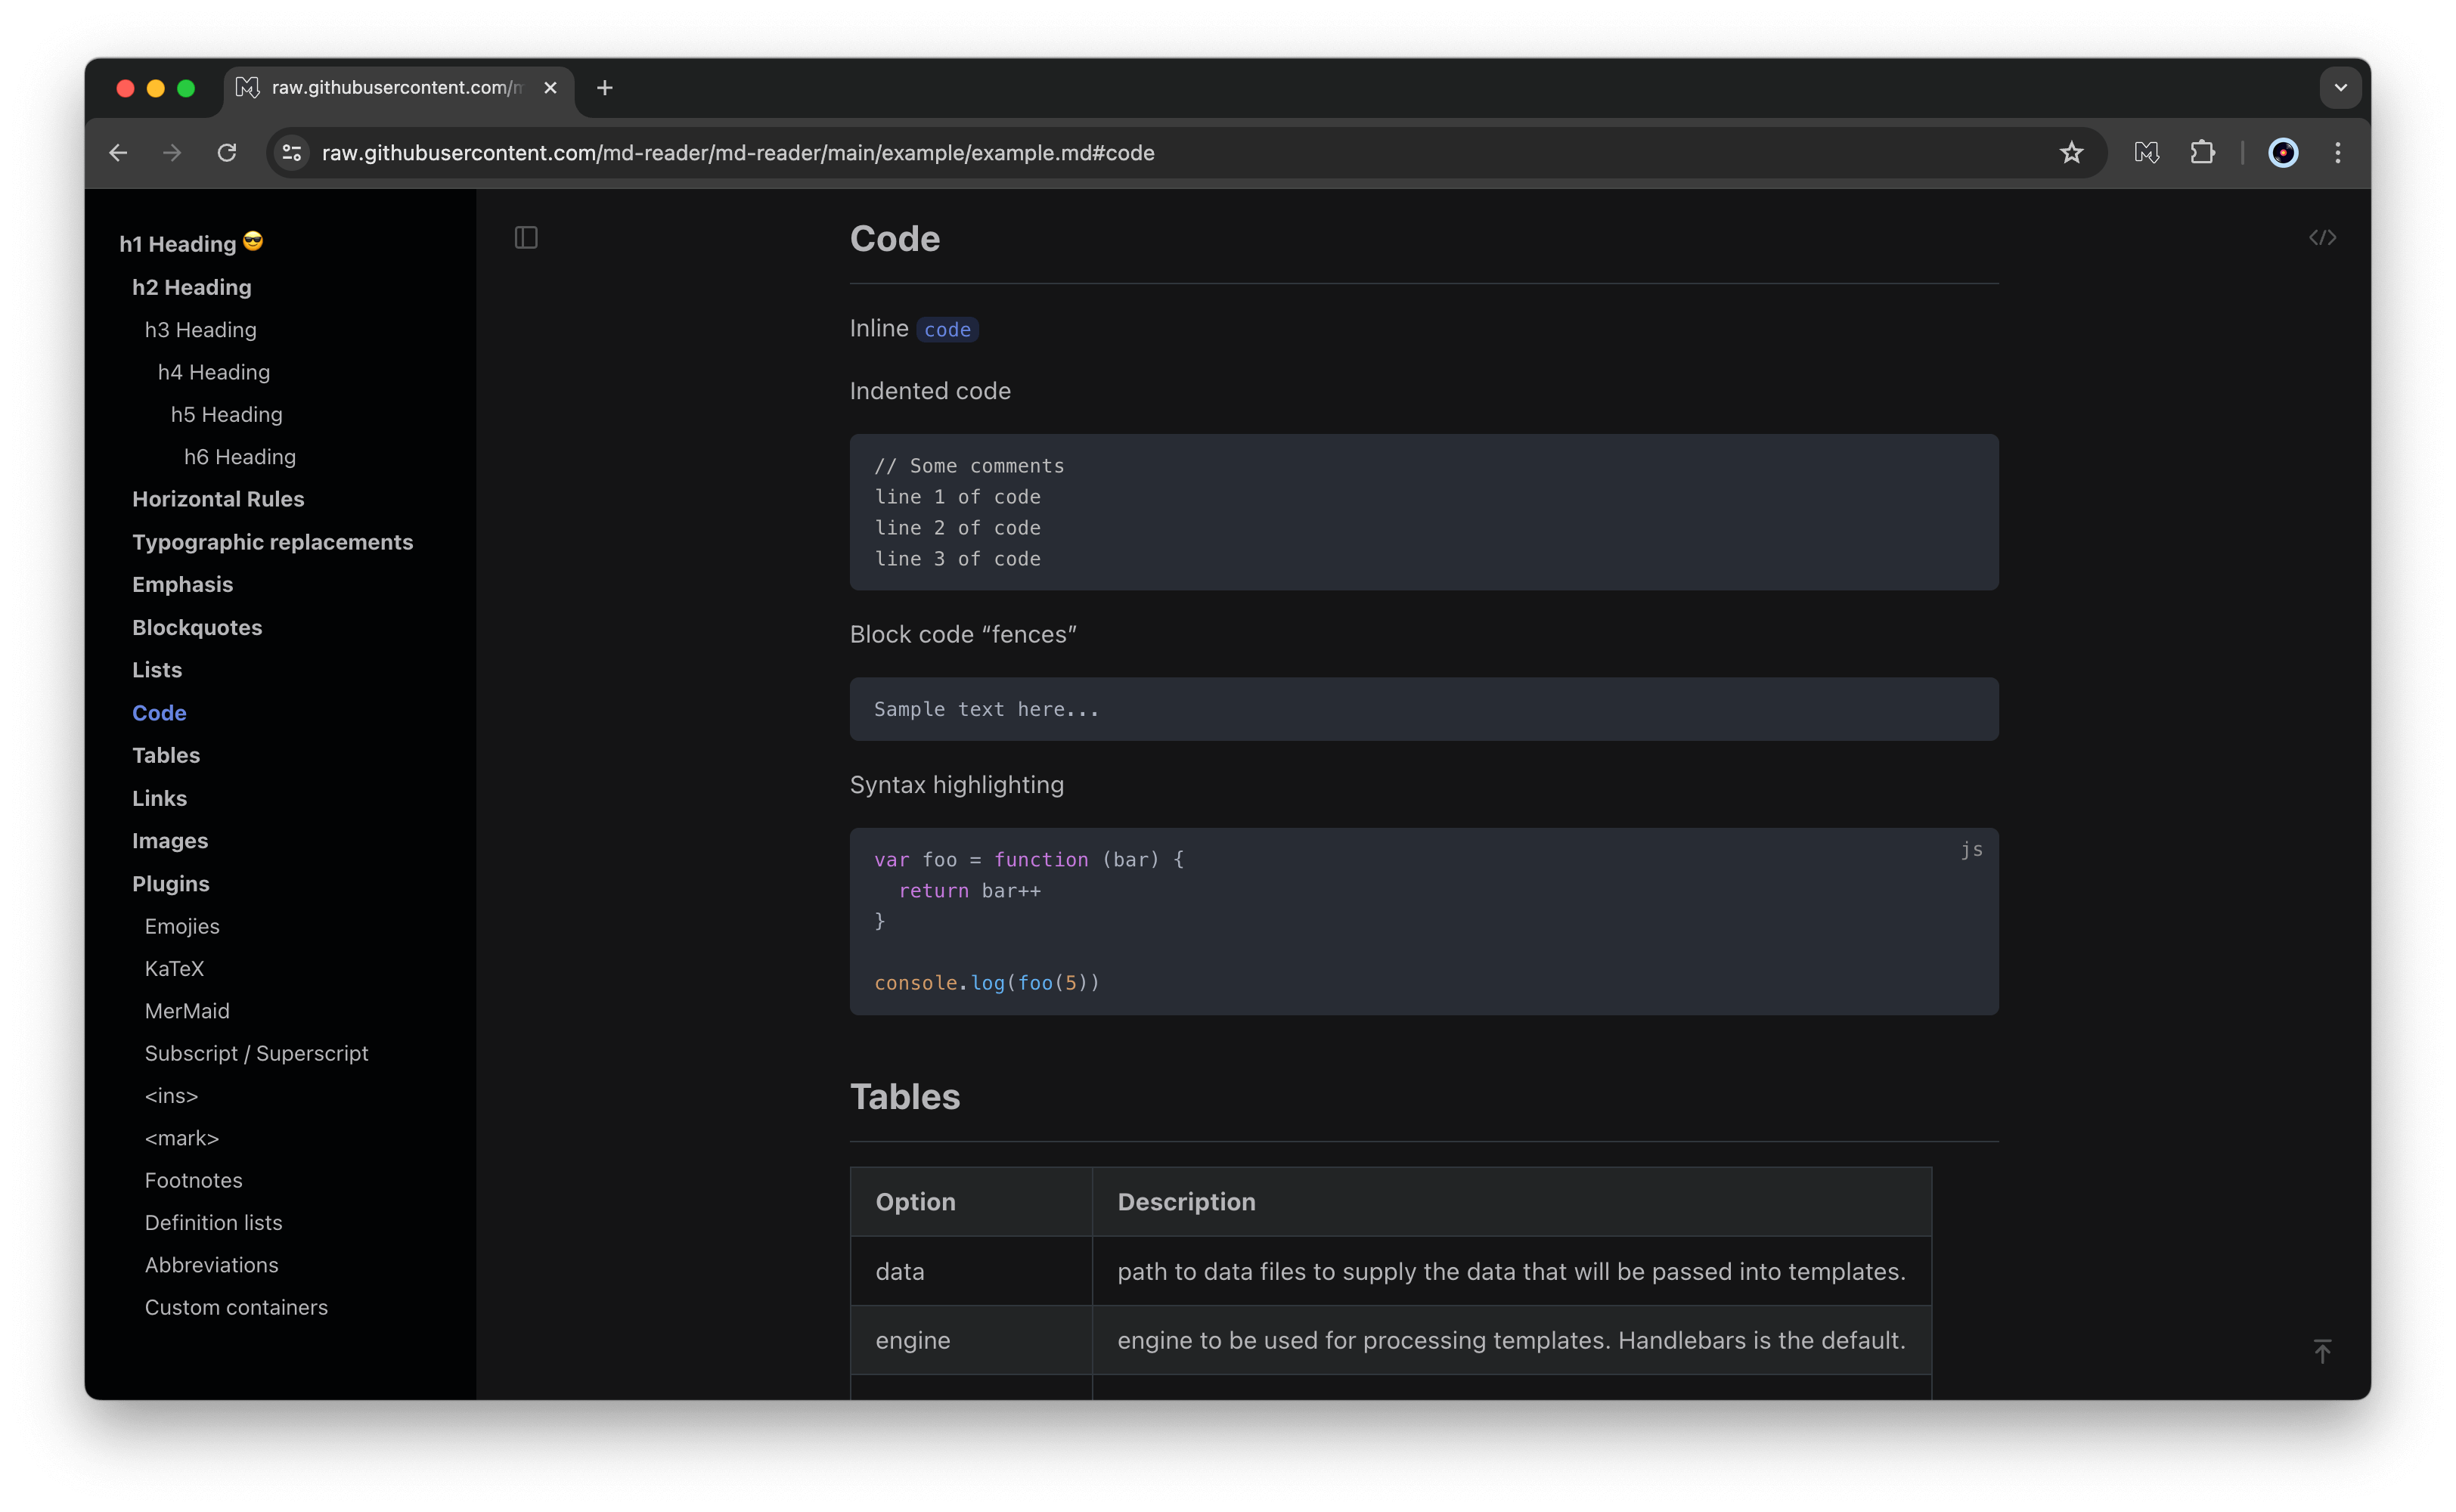 raw.githubusercontent.com/
raw.githubusercontent.com/md-reader/md-reader/main/example/example.md#code
h1 Heading 😎
h2 Heading
h3 Heading
h4 Heading
h5 Heading
h6 Heading
Horizontal Rules
Typographic replacements
Emphasis
Blockquotes
Lists
Code
Tables
Links
Images
Plugins
Emojies
KaTeX
MerMaid
Subscript / Superscript
<ins>
<mark>
Footnotes
Definition lists
Abbreviations
Custom containers
Code
Inline code
Indented code
// Some comments
line 1 of code
line 2 of code
line 3 of code
Block code “fences”
Sample text here...
Syntax highlighting
js
var foo = function (bar) {
  return bar++
}
console.log(foo(5))
Tables
Option Description
data path to data files to supply the data that will be passed into templates.
engine engine to be used for processing templates. Handlebars is the default.